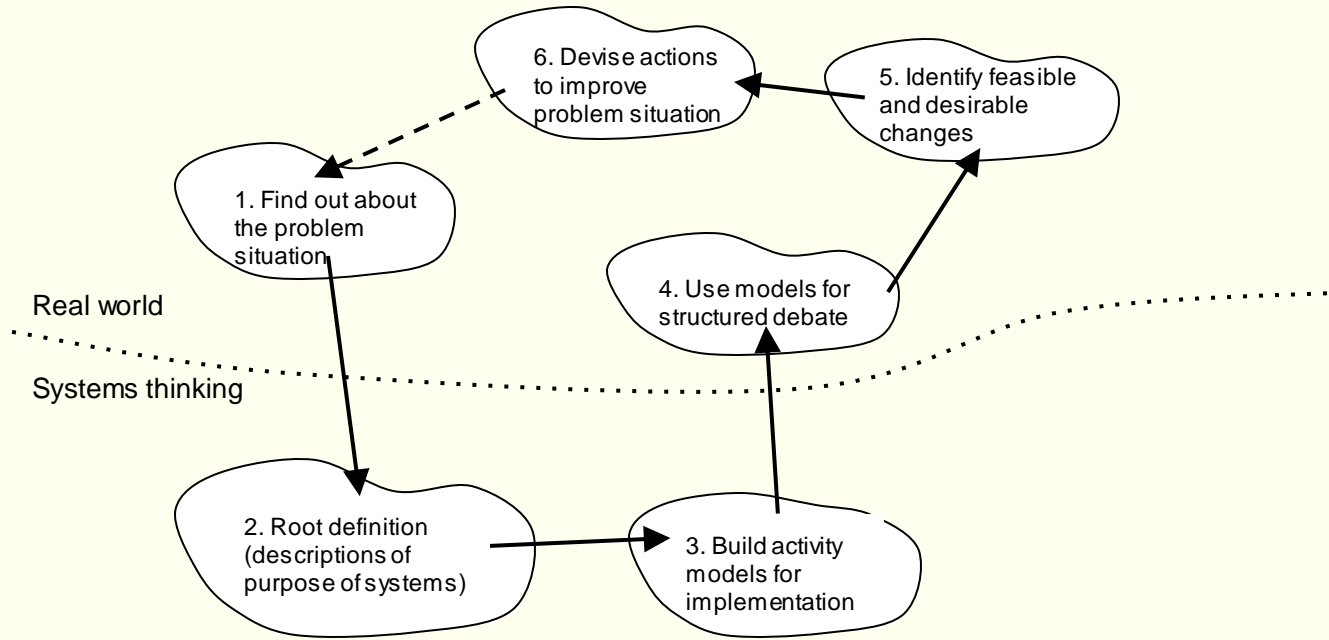 6. Devise actions
to improve
problem situation
5. Identify feasible
and desirable
changes
1. Find out about
the problem
situation
4. Use models for
structured debate
Real world
Systems thinking
2. Root definition
(descriptions of
purpose of systems)
3. Build activity
models for
implementation